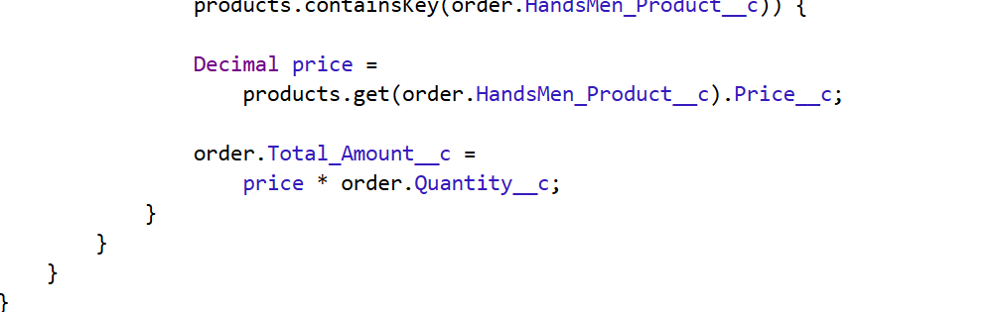 products.containsKey(order.HandsMen_Product__c)) {
Decimal price =
products.get(order.HandsMen_Product__c).Price__c;
order.Total_Amount__c =
price * order.Quantity__c;
}
}
}
}